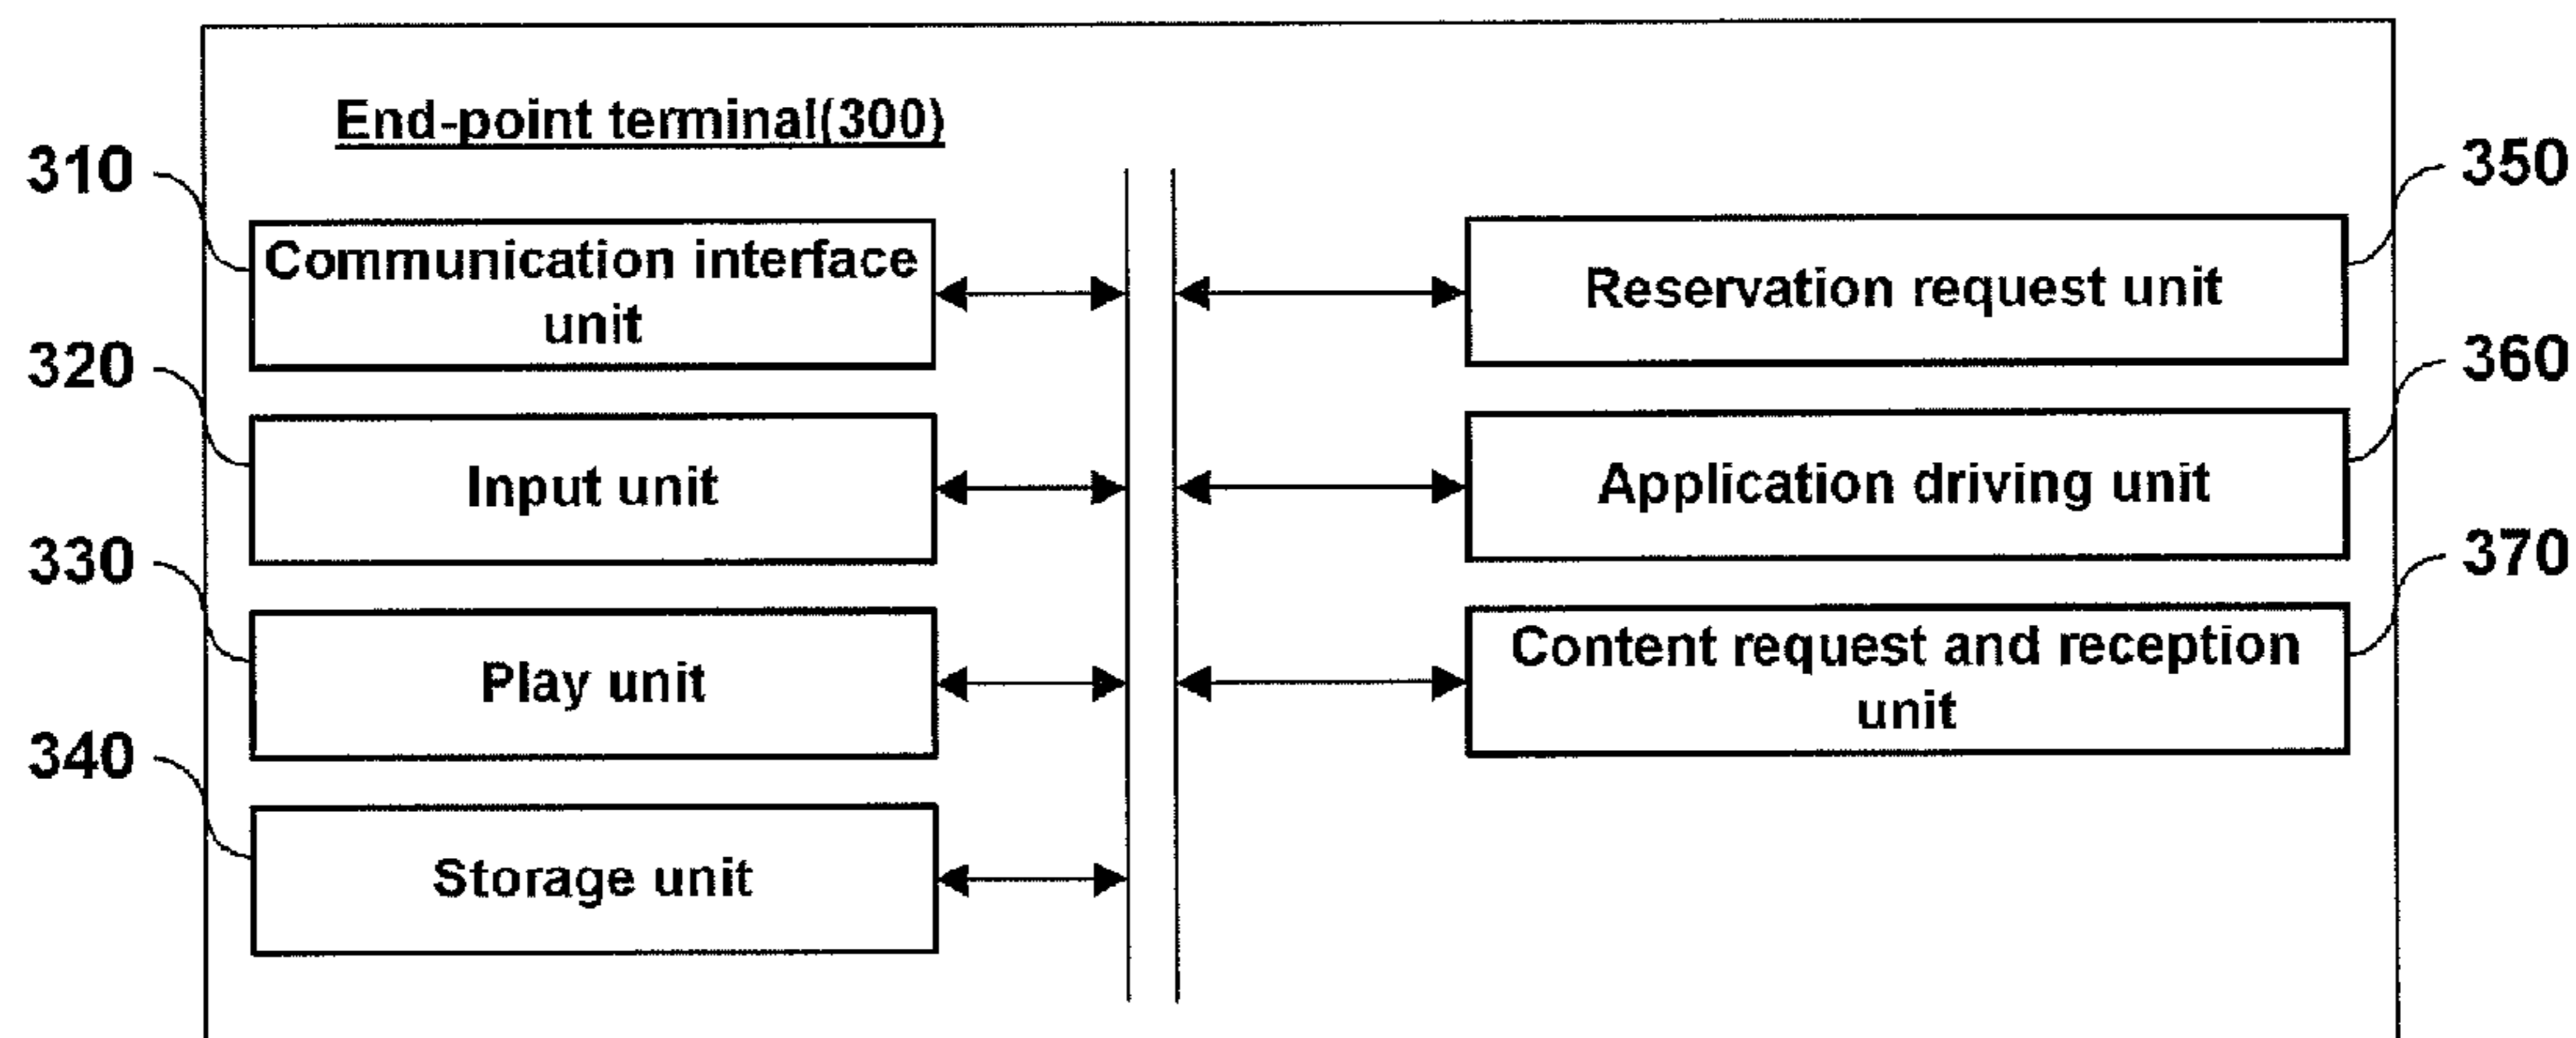 End-point terminal(300)
310
Communication interface
unit
320
Input unit
330
Play unit
340
Storage unit
350
Reservation request unit
360
Application driving unit
370
Content request and reception
unit